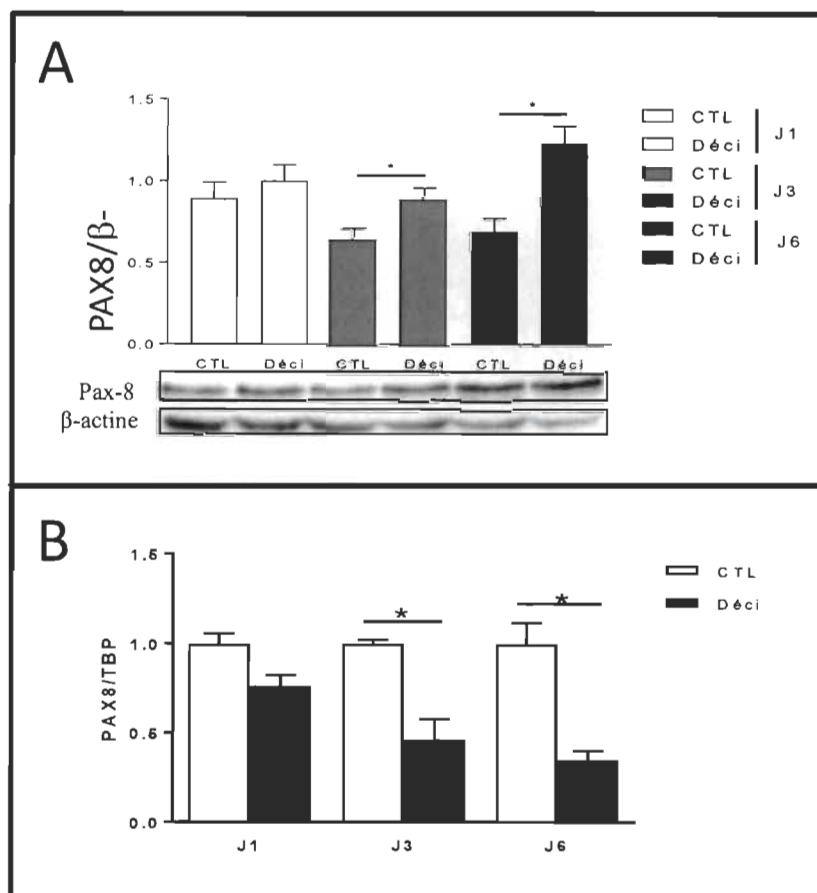 A
1.5
1.0
0.5
0.0
PAX8/β-
*
*
CTL Déci CTL Déci CTL Déci
CTL
Déci
J1
CTL
Déci
J3
CTL
Déci
J6
Pax-8
β-actine
B
1.5
1.0
0.5
0.0
PAX8/TBP
*
*
J1 J3 J6
CTL
Déci